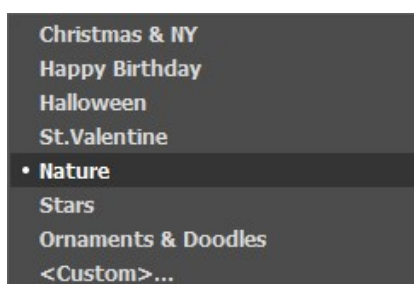 Christmas & NY
Happy Birthday
Halloween
St.Valentine
• Nature
Stars
Ornaments & Doodles
<Custom>...